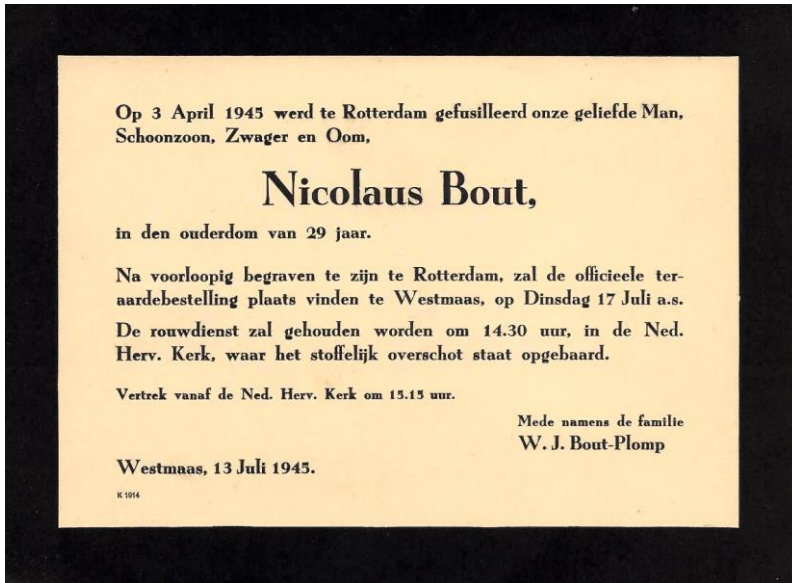 Op 3 April 1945 werd te Rotterdam gefusilleerd onze geliefde Man,
Schoonzoon, Zwager en Oom,
Nicolaus Bout,
in den ouderdom van 29 jaar.
Na voorloopig begraven te zijn te Rotterdam, zal de officieele ter-
aardebestelling plaats vinden te Westmaas, op Dinsdag 17 Juli a.s.
De rouwdienst zal gehouden worden om 14.30 uur, in de Ned.
Herv. Kerk, waar het stoffelijk overschot staat opgebaard.
Vertrek vanaf de Ned. Herv. Kerk om 15.15 uur.
Mede namens de familie
W. J. Bout-Plomp
Westmaas, 13 Juli 1945.
K 1914